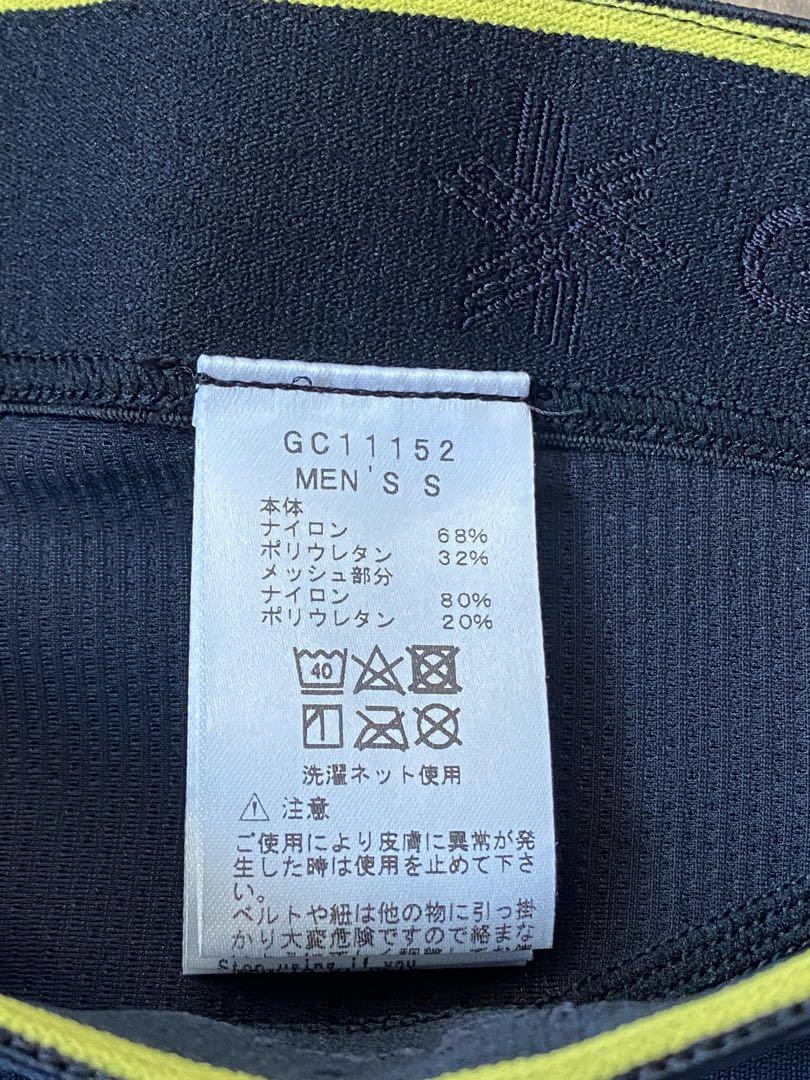 G
GC11152
MEN'S S
本体
ナイロン 68%
ポリウレタン 32%
メッシュ部分
ナイロン 80%
ポリウレタン 20%
40
洗濯ネット使用
注意
ご使用により皮膚に異常が発
生した時は使用を止めて下さ
い。
ベルトや紐は他の物に引っ掛
かり大変危険ですので絡まな